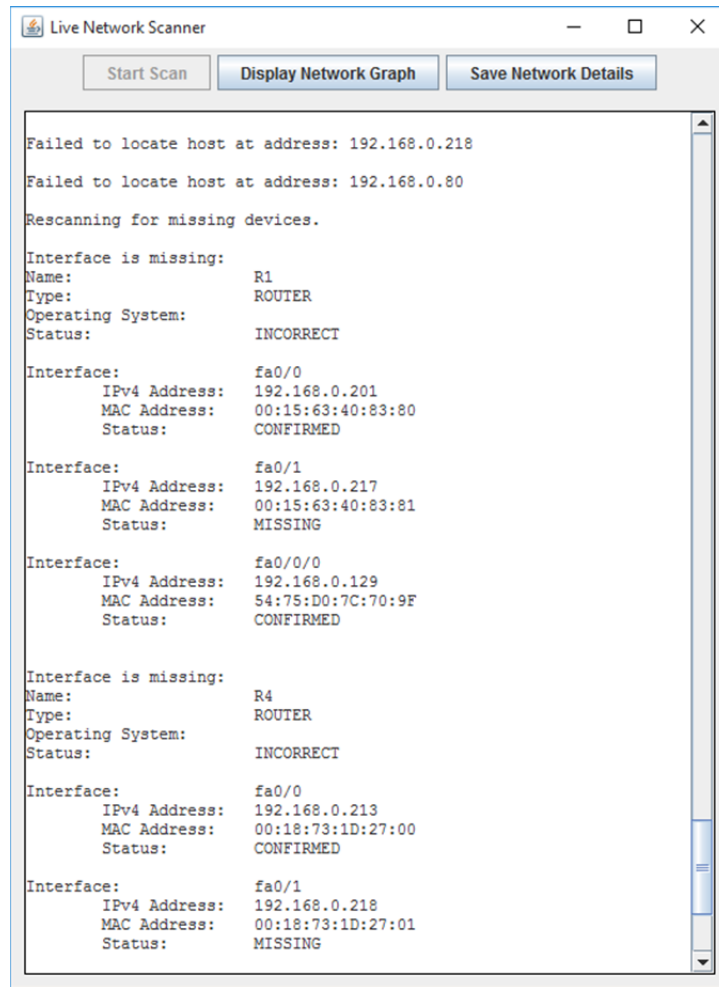 Live Network Scanner
Start Scan Display Network Graph Save Network Details
Failed to locate host at address: 192.168.0.218
Failed to locate host at address: 192.168.0.80
Rescanning for missing devices.
Interface is missing:
Name: R1
Type: ROUTER
Operating System:
Status: INCORRECT
Interface: fa0/0
IPv4 Address: 192.168.0.201
MAC Address: 00:15:63:40:83:80
Status: CONFIRMED
Interface: fa0/1
IPv4 Address: 192.168.0.217
MAC Address: 00:15:63:40:83:81
Status: MISSING
Interface: fa0/0/0
IPv4 Address: 192.168.0.129
MAC Address: 54:75:D0:7C:70:9F
Status: CONFIRMED
Interface is missing:
Name: R4
Type: ROUTER
Operating System:
Status: INCORRECT
Interface: fa0/0
IPv4 Address: 192.168.0.213
MAC Address: 00:18:73:1D:27:00
Status: CONFIRMED
Interface: fa0/1
IPv4 Address: 192.168.0.218
MAC Address: 00:18:73:1D:27:01
Status: MISSING